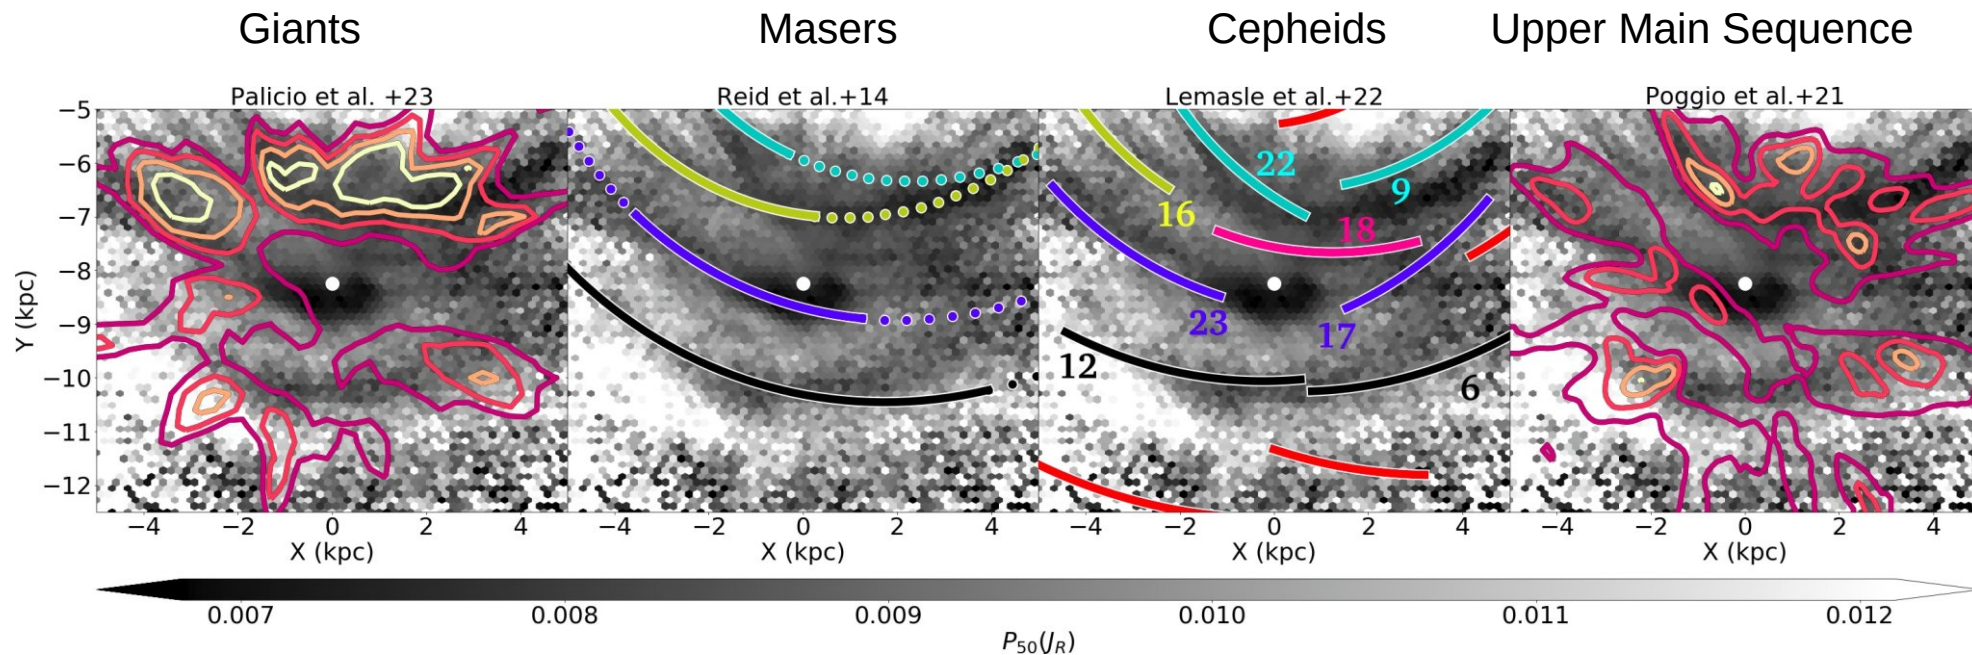 Giants Masers Cepheids Upper Main Sequence
Palicio et al. +23 Reid et al.+14 Lemasle et al.+22 Poggio et al.+21
−5
−6
22
9
16
−7
18
−8
23
17
−9
12
6
−10
−11
−12
Y (kpc)
−4 −2 0 2 4 −4 −2 0 2 4 −4 −2 0 2 4 −4 −2 0 2 4
X (kpc) X (kpc) X (kpc) X (kpc)
0.007 0.008 0.009 0.010 0.011 0.012
P50(JR)